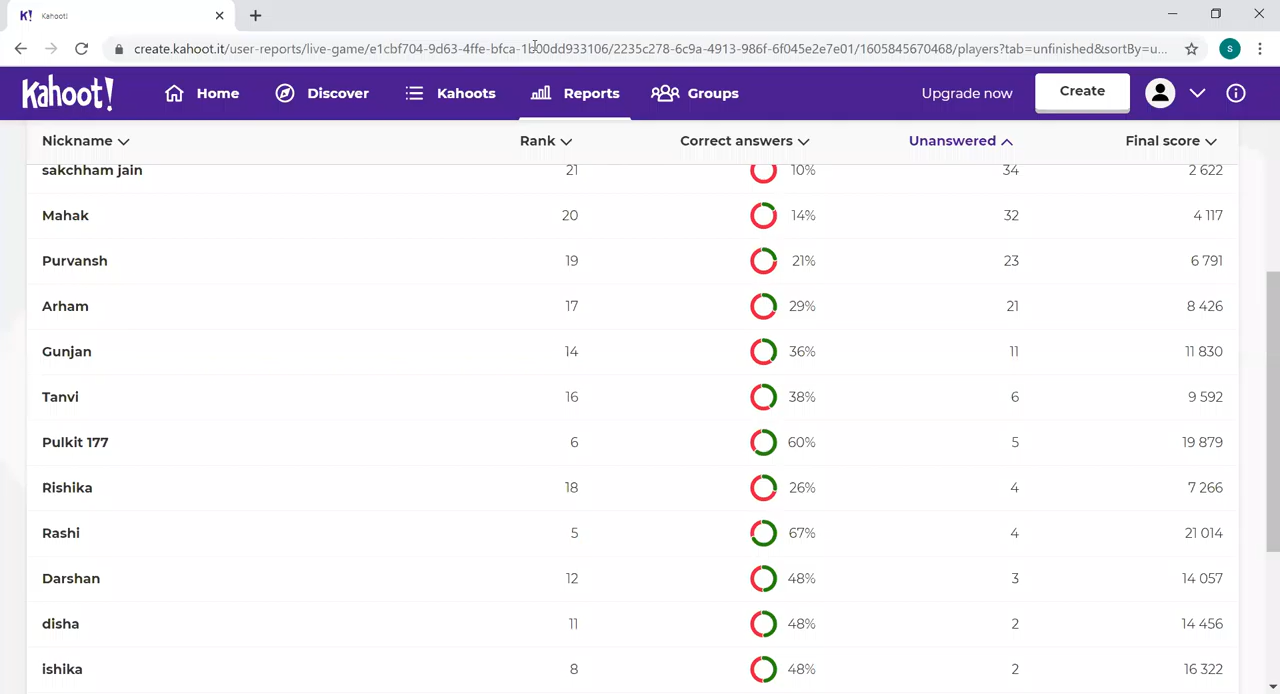 K! Kahoot!
create.kahoot.it/user-reports/live-game/e1cbf704-9d63-4ffe-bfca-1b00dd933106/2235c278-6c9a-4913-986f-6f045e2e7e01/1605845670468/players?tab=unfinished&sortBy=u... S
Kahoot! Home Discover Kahoots Reports Groups Upgrade now Create
Nickname Rank Correct answers Unanswered Final score
sakchham jain 21 10% 34 2 622
Mahak 20 14% 32 4 117
Purvansh 19 21% 23 6 791
Arham 17 29% 21 8 426
Gunjan 14 36% 11 11 830
Tanvi 16 38% 6 9 592
Pulkit 177 6 60% 5 19 879
Rishika 18 26% 4 7 266
Rashi 5 67% 4 21 014
Darshan 12 48% 3 14 057
disha 11 48% 2 14 456
ishika 8 48% 2 16 322